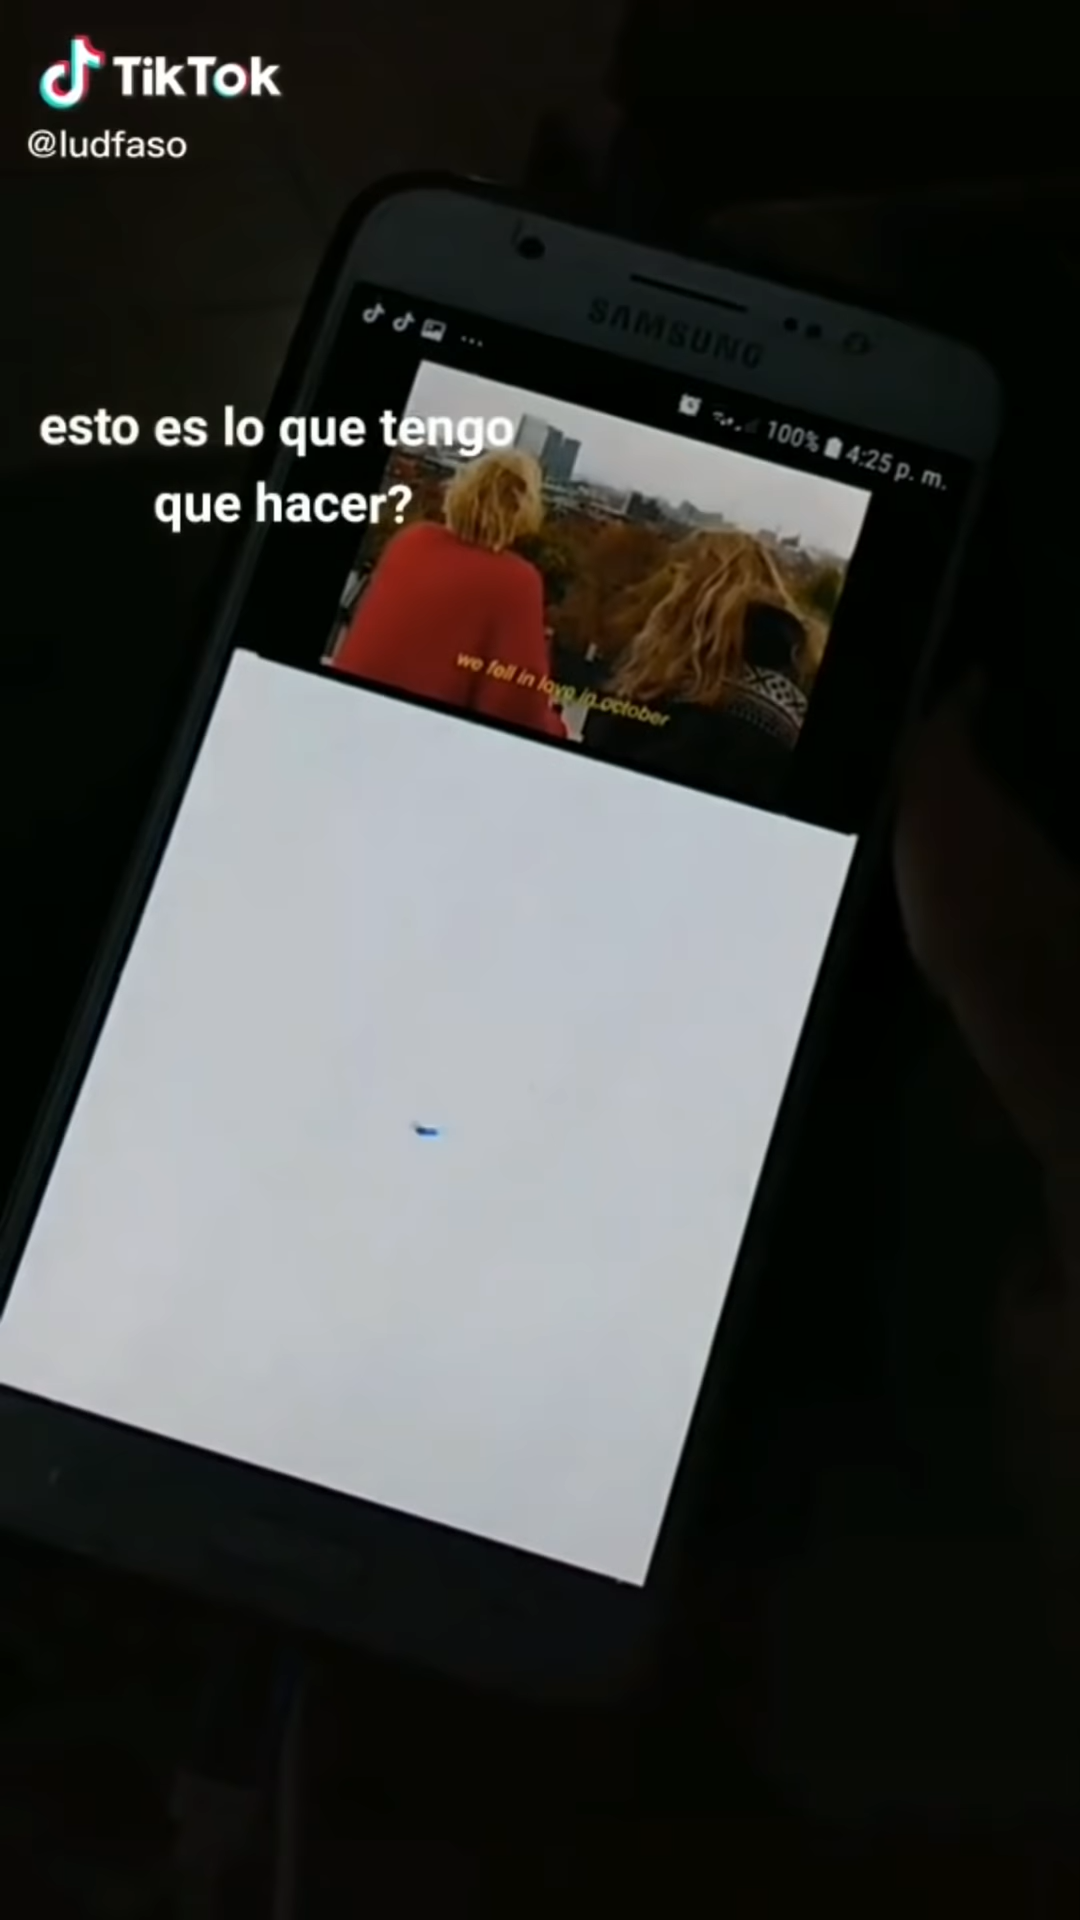 TikTok
@ludfaso
SAMSUNG
100% 4:25 p. m.
esto es lo que tengo
que hacer?
we fell in love in october